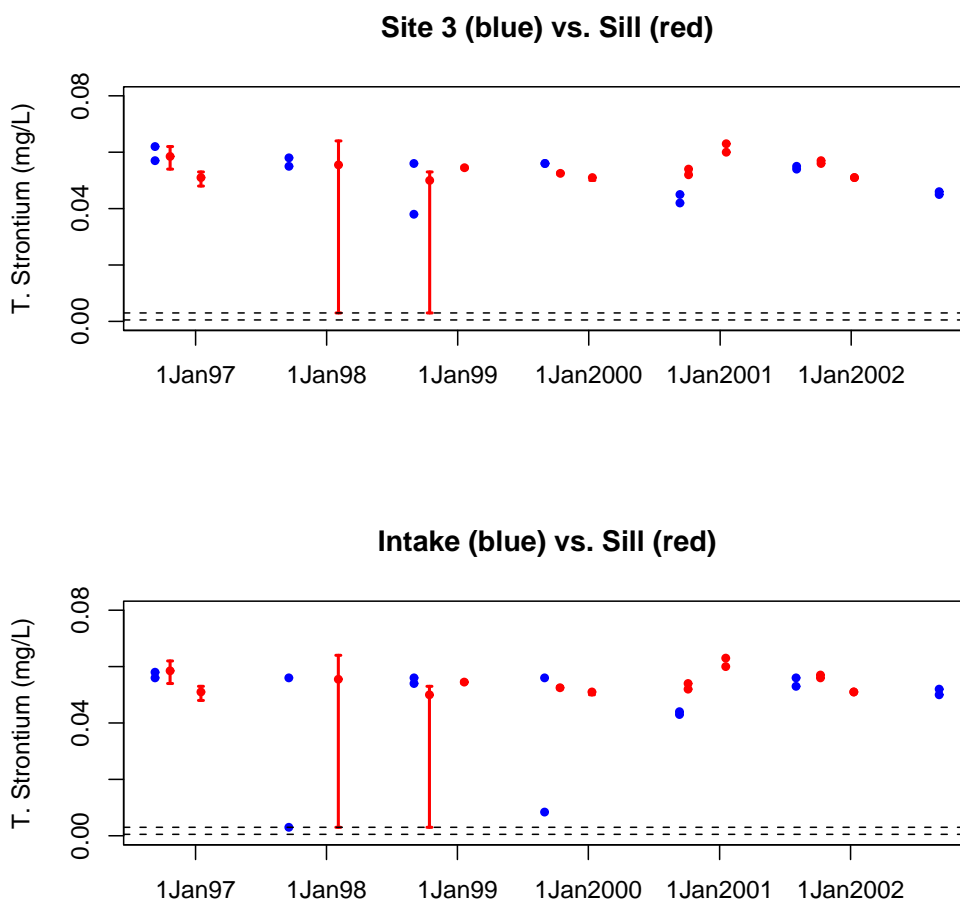 Site 3 (blue) vs. Sill (red)
T. Strontium (mg/L)
0.08
0.04
0.00
1Jan97 1Jan98 1Jan99 1Jan2000 1Jan2001 1Jan2002
Intake (blue) vs. Sill (red)
T. Strontium (mg/L)
0.08
0.04
0.00
1Jan97 1Jan98 1Jan99 1Jan2000 1Jan2001 1Jan2002